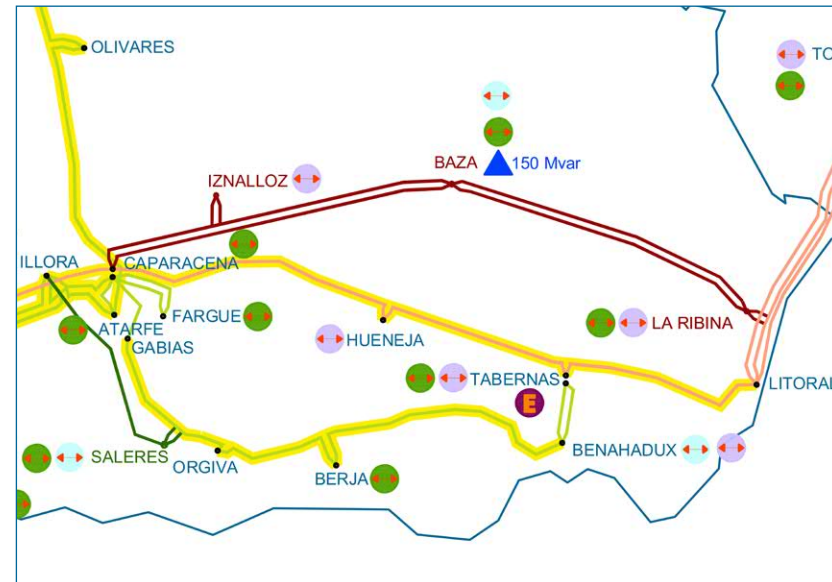 OLIVARES
TO
BAZA 150 Mvar
IZNALLOZ
ILLORA
CAPARACENA
FARGUE
ATARFE
GABIAS
HUENEJA
LA RIBINA
TABERNAS
LITORAL
E
SALERES
ORGIVA
BERJA
BENAHADUX